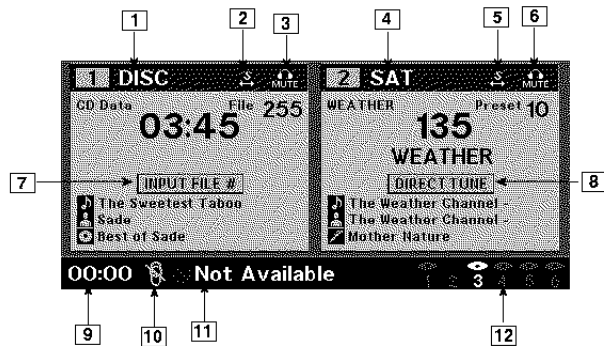 1 2 3 4 5 6
1 DISC S MUTE 2 SAT S MUTE
CD Data File 255 WEATHER Preset 10
03:45 135
WEATHER
7 INPUT FILE # DIRECT TUNE 8
The Sweetest Taboo The Weather Channel -
Sade The Weather Channel -
Best of Sade Mother Nature
00:00 Not Available 1 2 3 4 5 6
9 10 11 12